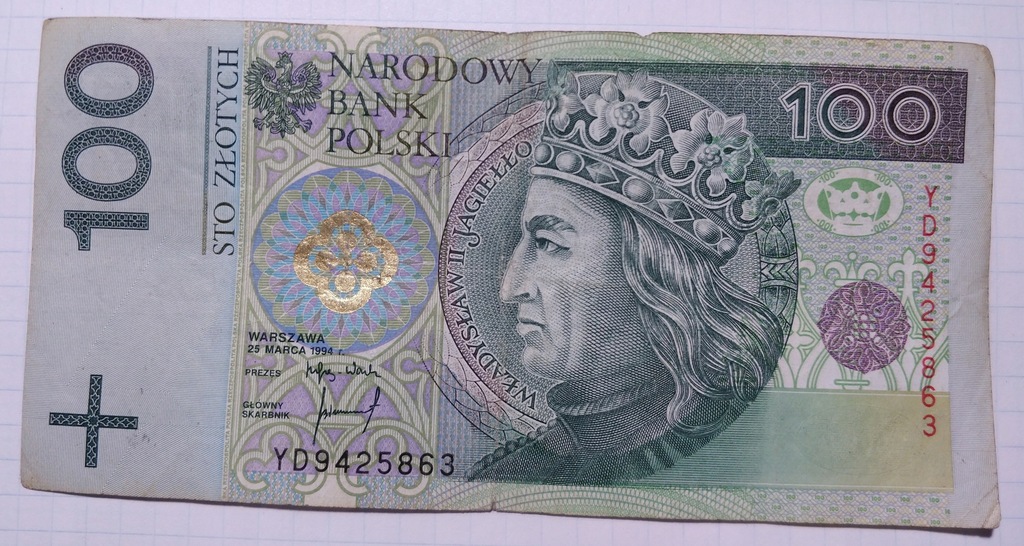 100
STO ZŁOTYCH
NARODOWY
BANK
POLSKI
100
WŁADYSŁAW II JAGIEŁŁO
WARSZAWA
25 MARCA 1994 r.
PREZES
GŁÓWNY
SKARBNIK
YD9425863
YD9425863